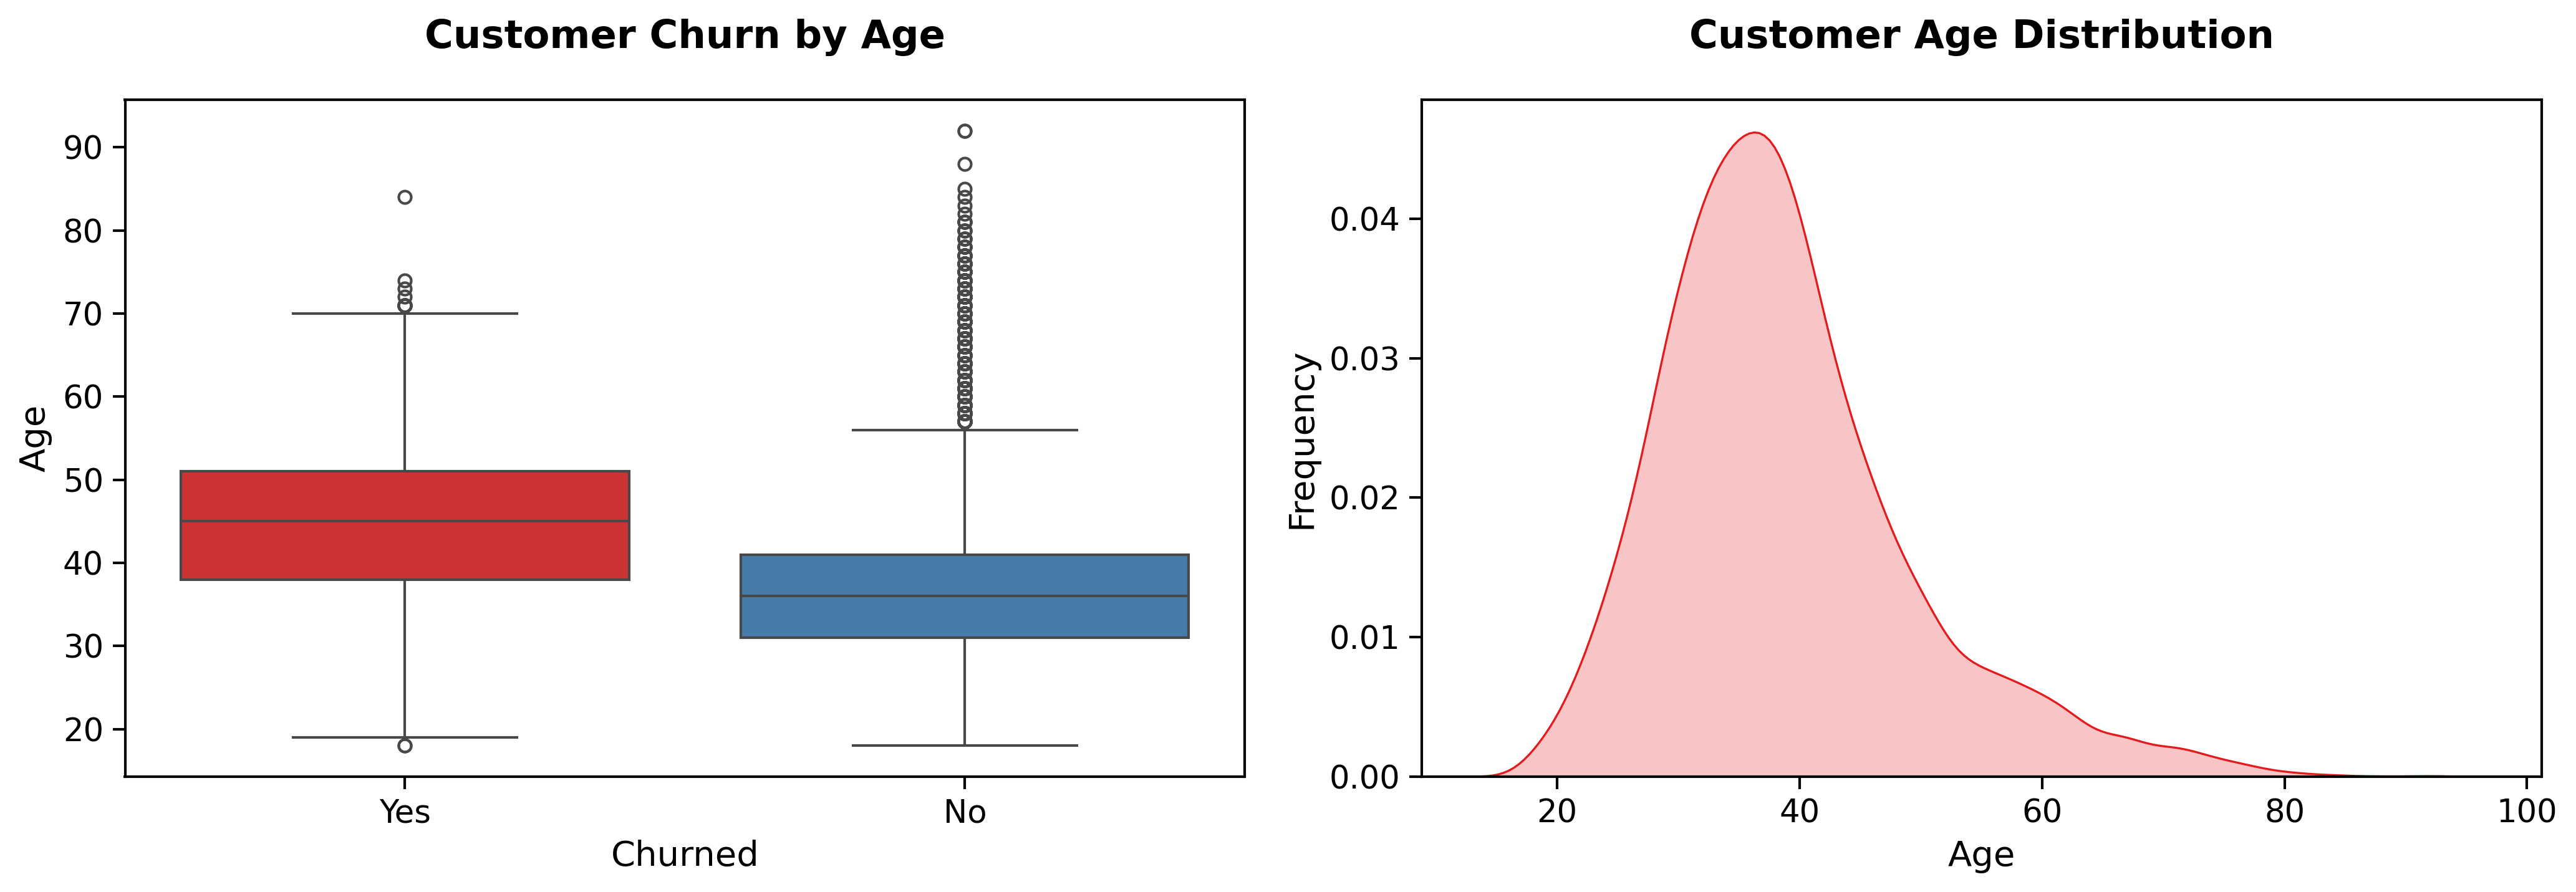 Customer Churn by Age
90
80
70
60
50
40
30
20
Age
Yes
No
Churned
Customer Age Distribution
0.04
0.03
0.02
0.01
0.00
Frequency
20
40
60
80
100
Age